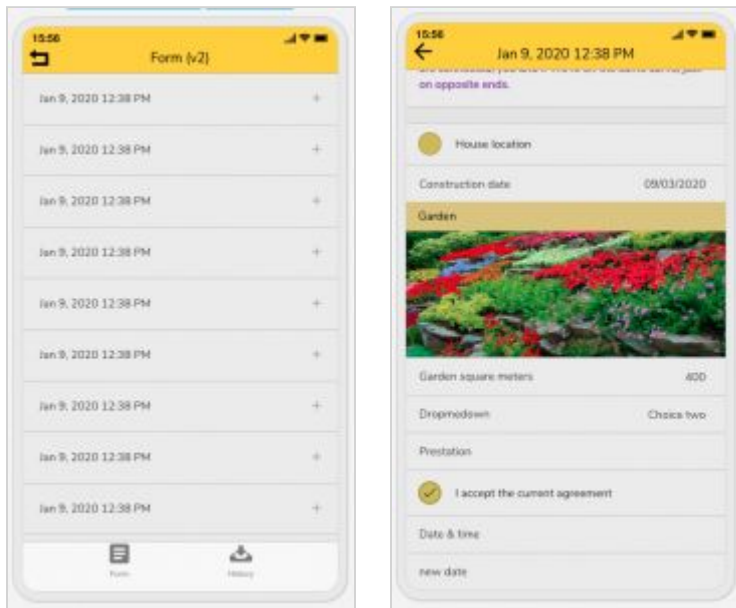 15:56
Form (v2)
Jan 9, 2020 12:38 PM +
Jan 9, 2020 12:38 PM +
Jan 9, 2020 12:38 PM +
Jan 9, 2020 12:38 PM +
Jan 9, 2020 12:38 PM +
Jan 9, 2020 12:38 PM +
Jan 9, 2020 12:38 PM +
Jan 9, 2020 12:38 PM +
Jan 9, 2020 12:38 PM +
Form
History
15:56
Jan 9, 2020 12:38 PM
on opposite ends.
House location
Construction date 09/03/2020
Garden
Garden square meters 400
Dropmedown Choice two
Prestation
I accept the current agreement
Date & time
new date